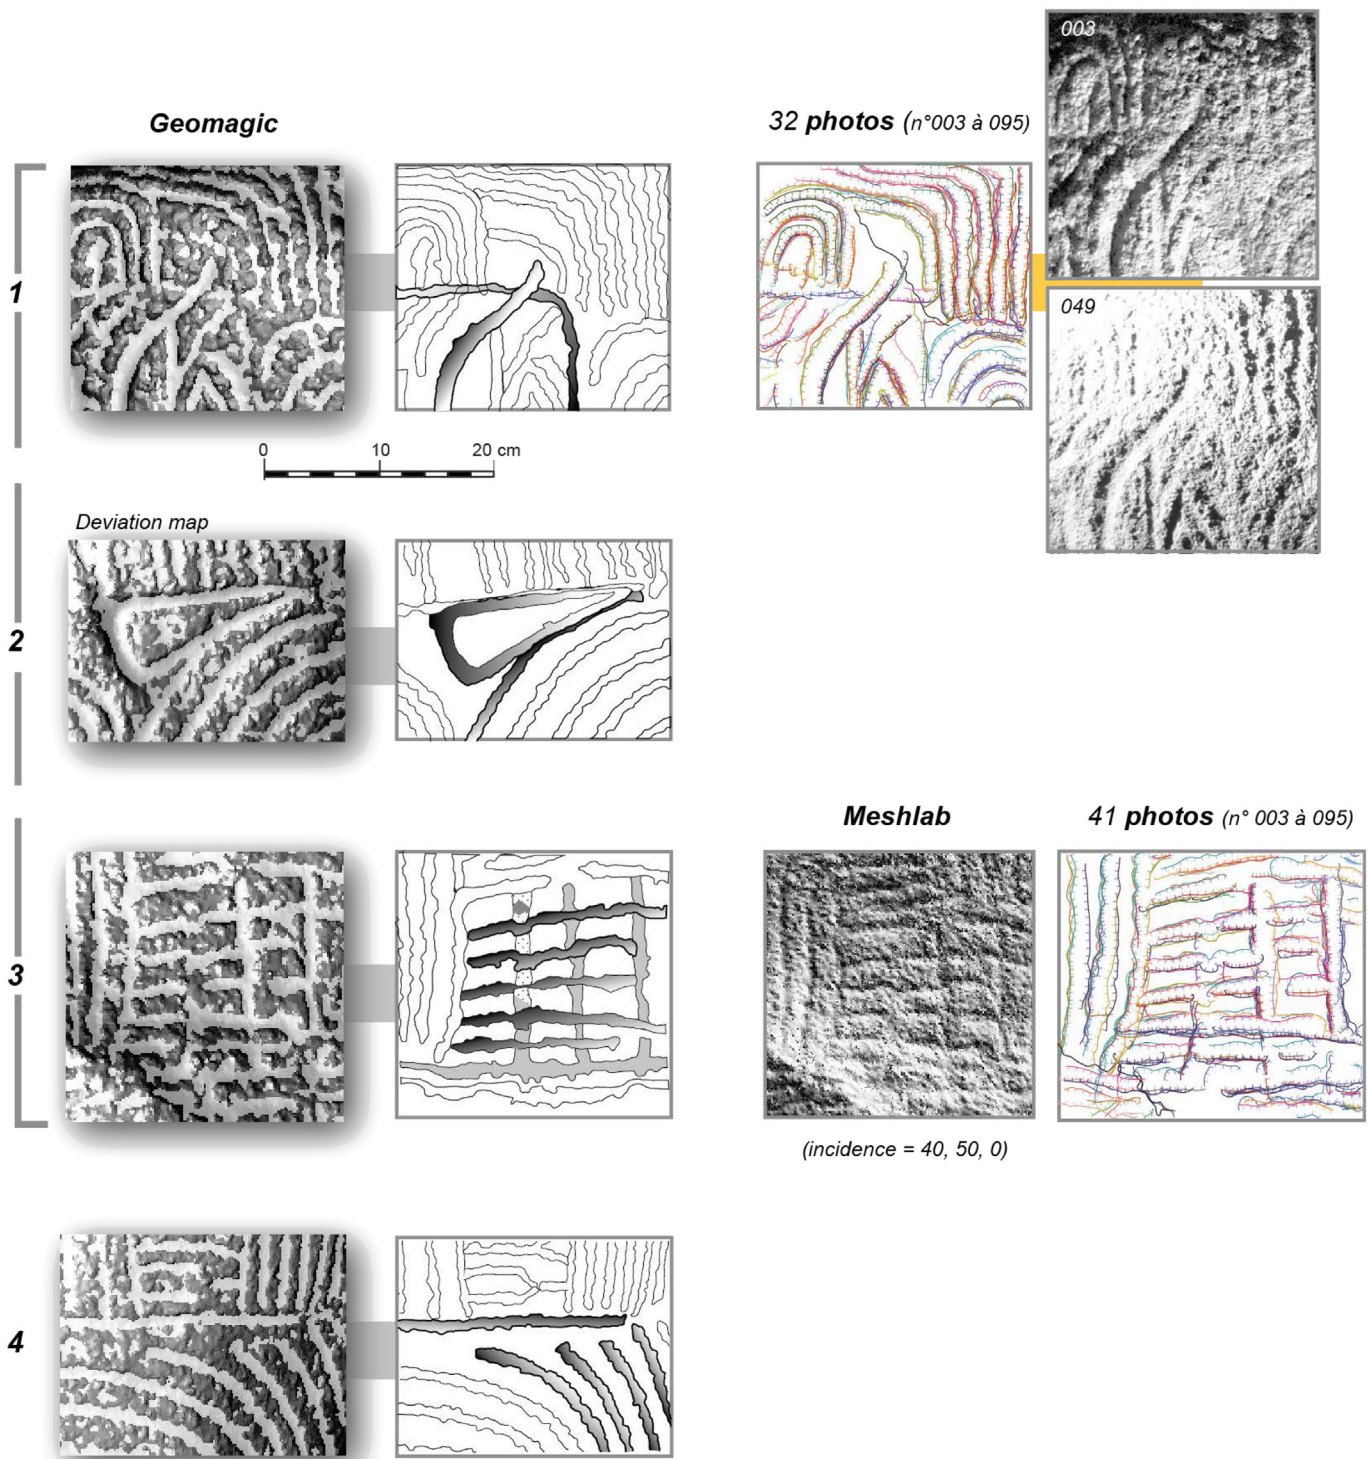 003
Geomagic
32 photos (n°003 à 095)
1
049
0 10 20 cm
Deviation map
2
Meshlab
41 photos (n° 003 à 095)
3
(incidence = 40, 50, 0)
4